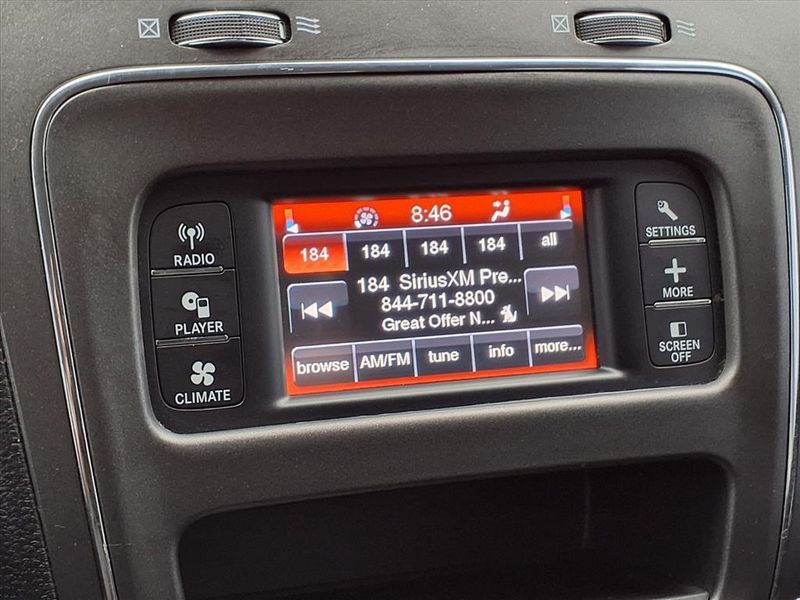 8:46
184 184 184 184 all
184 SiriusXM Pre...
844-711-8800
Great Offer N...
browse AM/FM tune info more...
RADIO
PLAYER
CLIMATE
SETTINGS
MORE
SCREEN
OFF